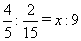 4/5 : 2/15 = x : 9